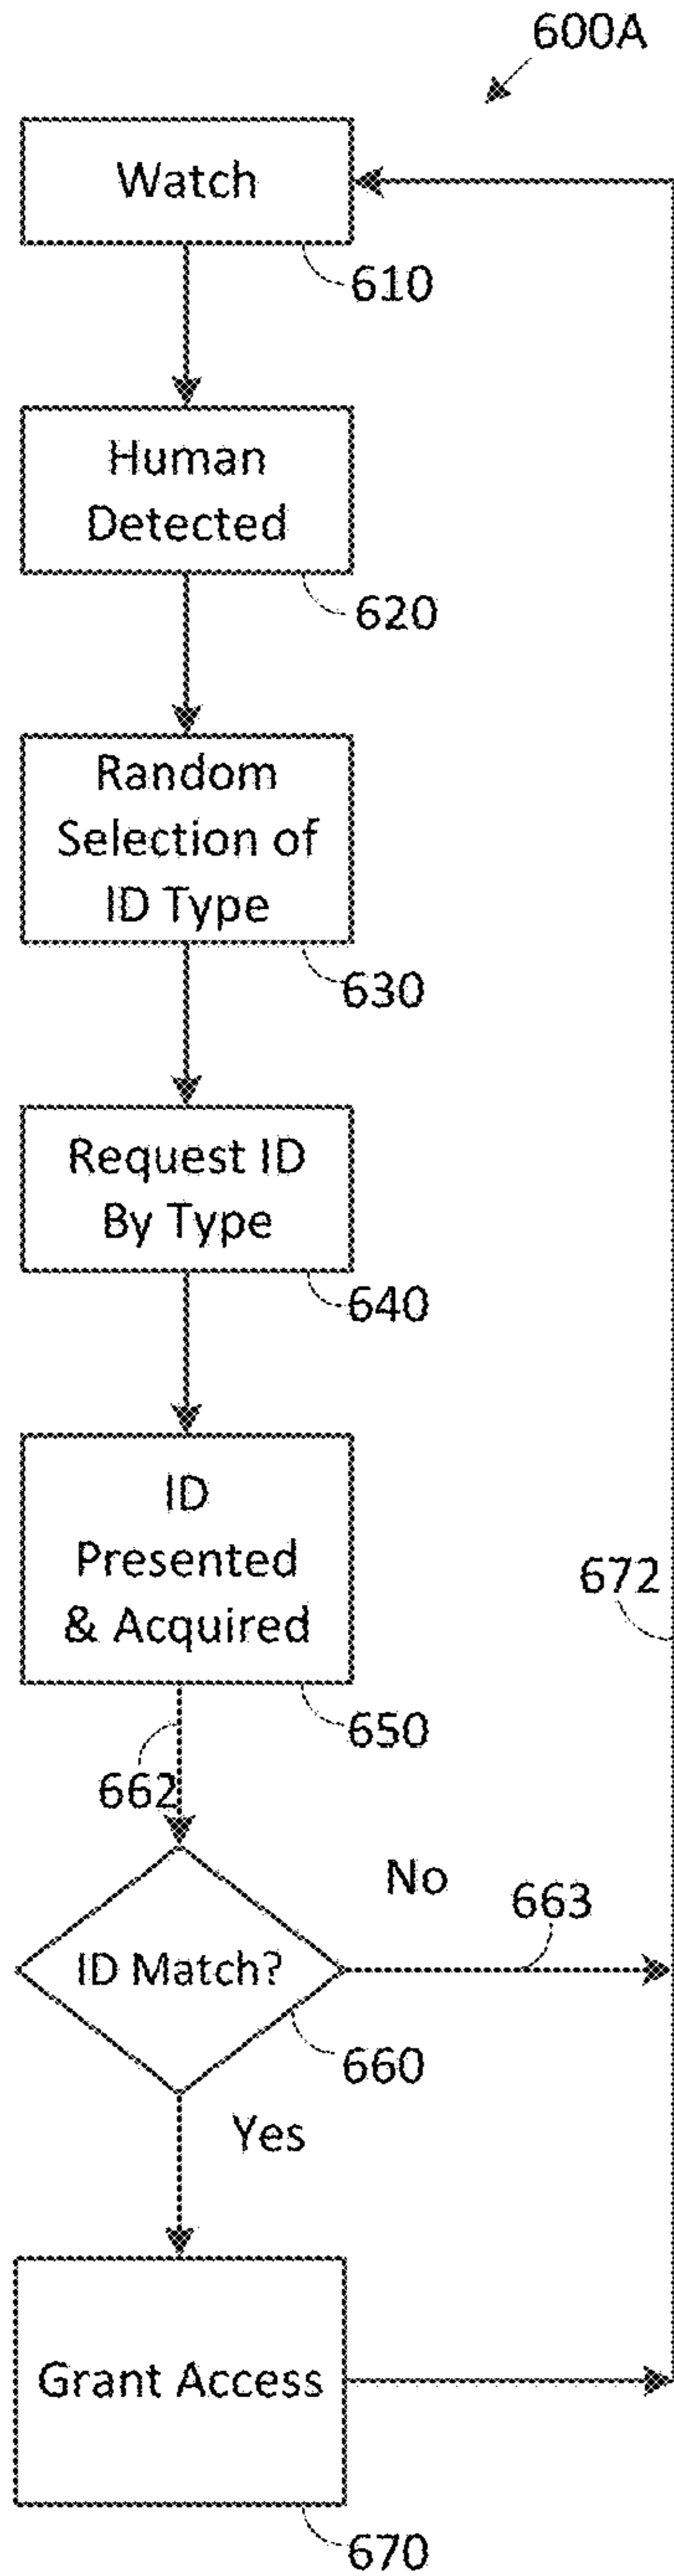 600A
Watch
610
Human
Detected
620
Random
Selection of
ID Type
630
Request ID
By Type
640
ID
Presented
& Acquired
672
650
662
No
663
ID Match?
660
Yes
Grant Access
670